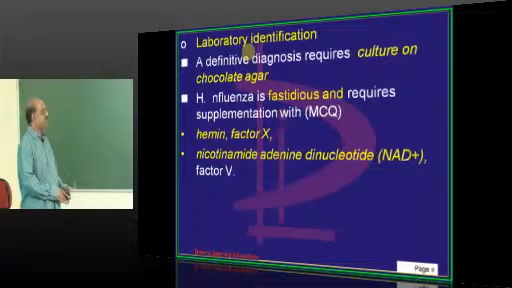 Laboratory identification
A definitive diagnosis requires culture on
chocolate agar
H. nfluenza is fastidious and requires
supplementation with (MCQ)
hemin, factor X,
nicotinamide adenine dinucleotide (NAD+),
factor V.
Page 9